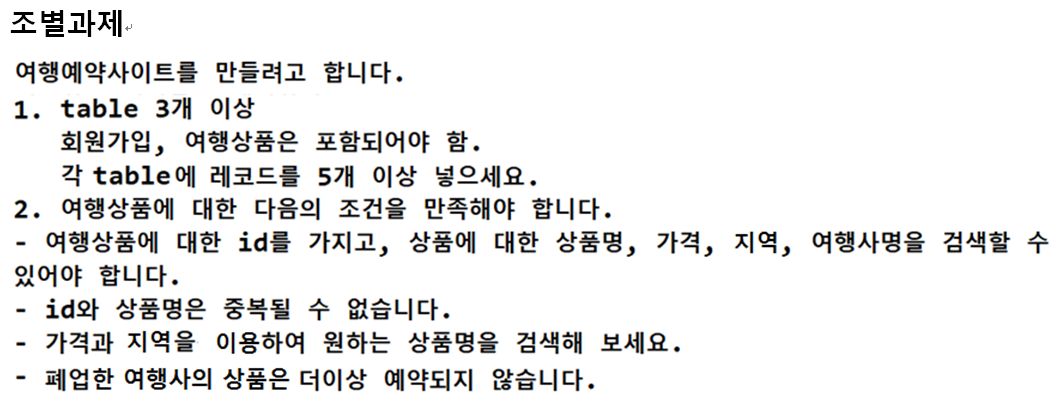 조별과제
여행예약사이트를 만들려고 합니다.
1. table 3개 이상
회원가입, 여행상품은 포함되어야 함.
각 table에 레코드를 5개 이상 넣으세요.
2. 여행상품에 대한 다음의 조건을 만족해야 합니다.
- 여행상품에 대한 id를 가지고, 상품에 대한 상품명, 가격, 지역, 여행사명을 검색할 수
있어야 합니다.
- id와 상품명은 중복될 수 없습니다.
- 가격과 지역을 이용하여 원하는 상품명을 검색해 보세요.
- 폐업한 여행사의 상품은 더이상 예약되지 않습니다.